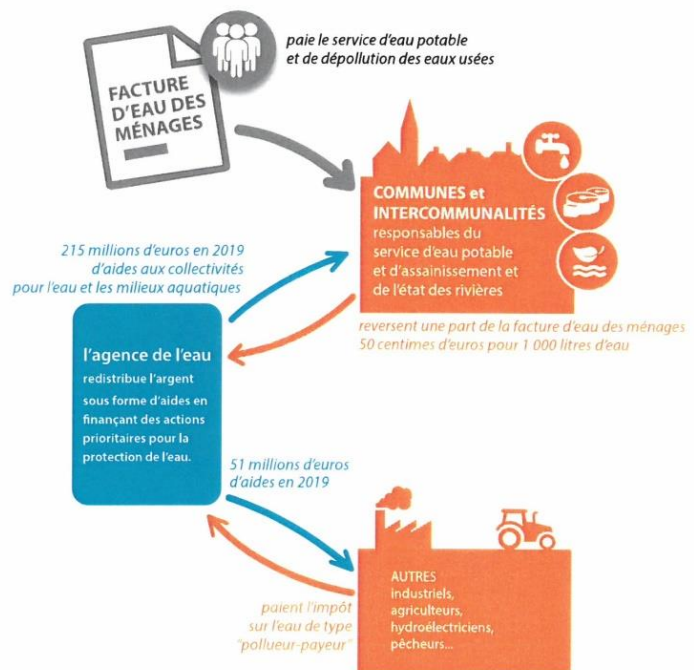 paie le service d'eau potable
et de dépollution des eaux usées
FACTURE
D'EAU DES
MÉNAGES
COMMUNES et
INTERCOMMUNALITÉS
responsables du
service d'eau potable
et d'assainissement et
de l'état des rivières
215 millions d'euros en 2019
d'aides aux collectivités
pour l'eau et les milieux aquatiques
reversent une part de la facture d'eau des ménages
50 centimes d'euros pour 1 000 litres d'eau
l'agence de l'eau
redistribue l'argent
sous forme d'aides en
finançant des actions
prioritaires pour la
protection de l'eau.
51 millions d'euros
d'aides en 2019
AUTRES
industriels,
agriculteurs,
hydroélectriciens,
pêcheurs...
paient l'impôt
sur l'eau de type
"pollueur-payeur"